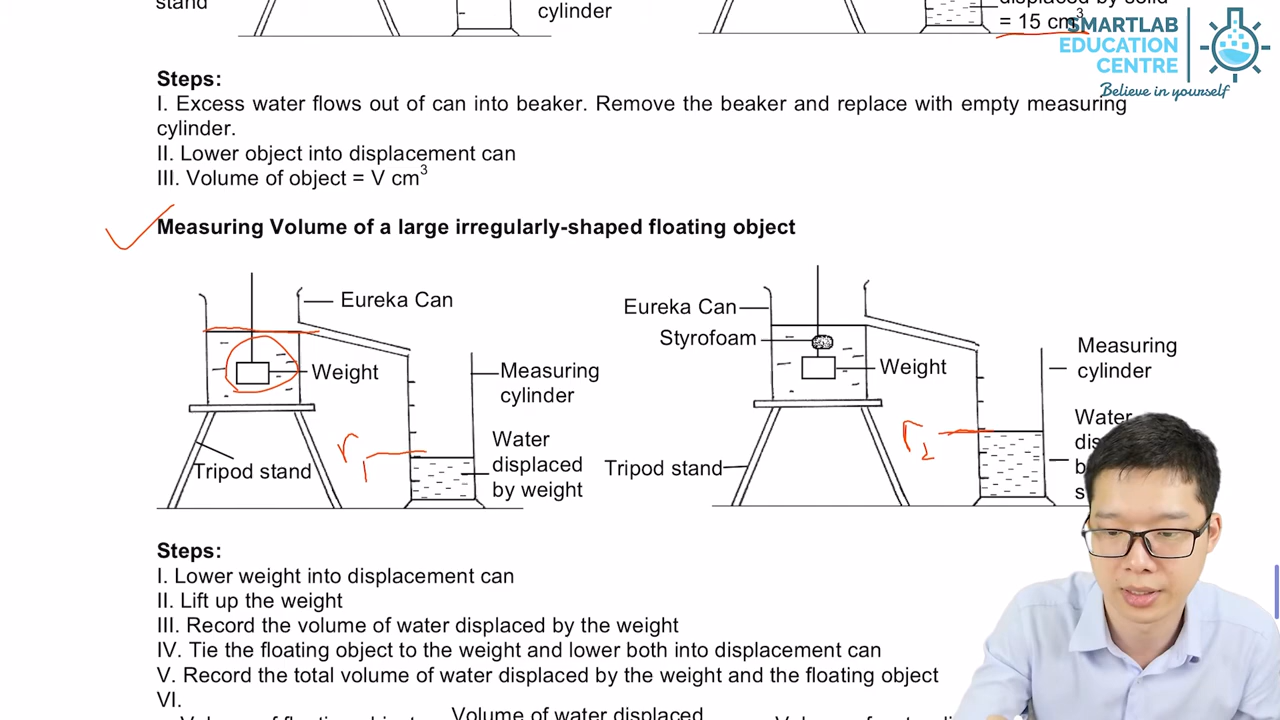 stand
cylinder
displaced by solid
= 15 cm³
SMARTLAB
EDUCATION
CENTRE
Believe in yourself
Steps:
I. Excess water flows out of can into beaker. Remove the beaker and replace with empty measuring
cylinder.
II. Lower object into displacement can
III. Volume of object = V cm³
Measuring Volume of a large irregularly-shaped floating object
Eureka Can
Weight
Measuring
cylinder
r₁
Water
displaced
by weight
Tripod stand
Eureka Can
Styrofoam
Weight
Measuring
cylinder
r₂
Water
Tripod stand
Steps:
I. Lower weight into displacement can
II. Lift up the weight
III. Record the volume of water displaced by the weight
IV. Tie the floating object to the weight and lower both into displacement can
V. Record the total volume of water displaced by the weight and the floating object
VI.
Volume of water displaced